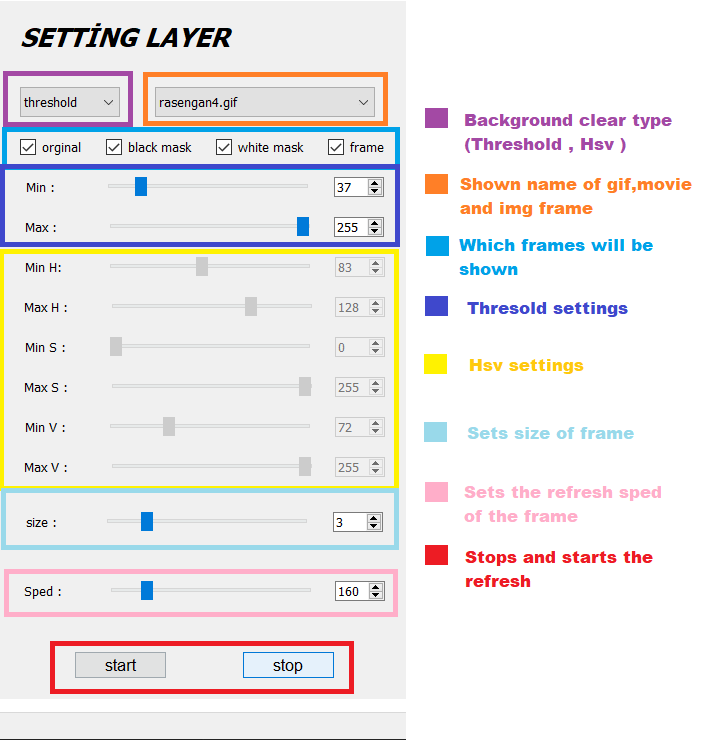 SETTİNG LAYER
threshold
rasengan4.gif
orginal
black mask
white mask
frame
Min :
37
Max :
255
Min H:
83
Max H :
128
Min S :
0
Max S :
255
Min V :
72
Max V :
255
size :
3
Sped :
160
start
stop
Background clear type
(Threshold , Hsv )
Shown name of gif,movie
and img frame
Which frames will be
shown
Thresold settings
Hsv settings
Sets size of frame
Sets the refresh sped
of the frame
Stops and starts the
refresh